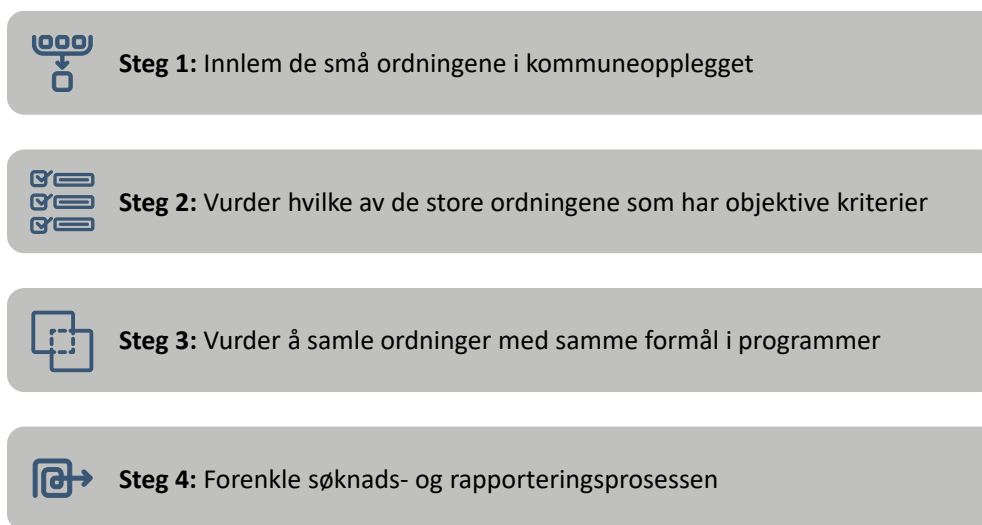 Steg 1: Innlem de små ordningene i kommuneopplegget
Steg 2: Vurder hvilke av de store ordningene som har objektive kriterier
Steg 3: Vurder å samle ordninger med samme formål i programmer
Steg 4: Forenkle søknads- og rapporteringsprosessen